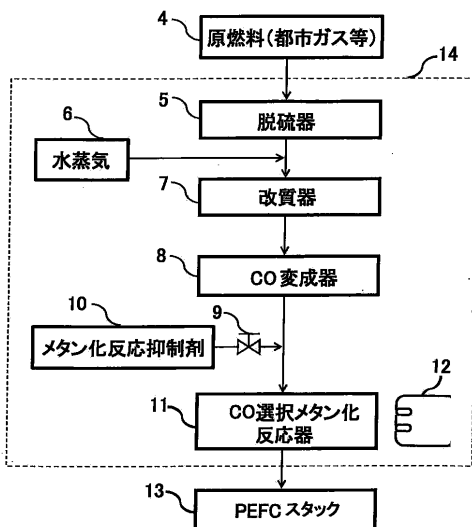 4
原燃料(都市ガス等)
14
5
脱硫器
6
水蒸気
7
改質器
8
CO変成器
10
9
メタン化反応抑制剤
12
11
CO選択メタン化
反応器
13
PEFCスタック